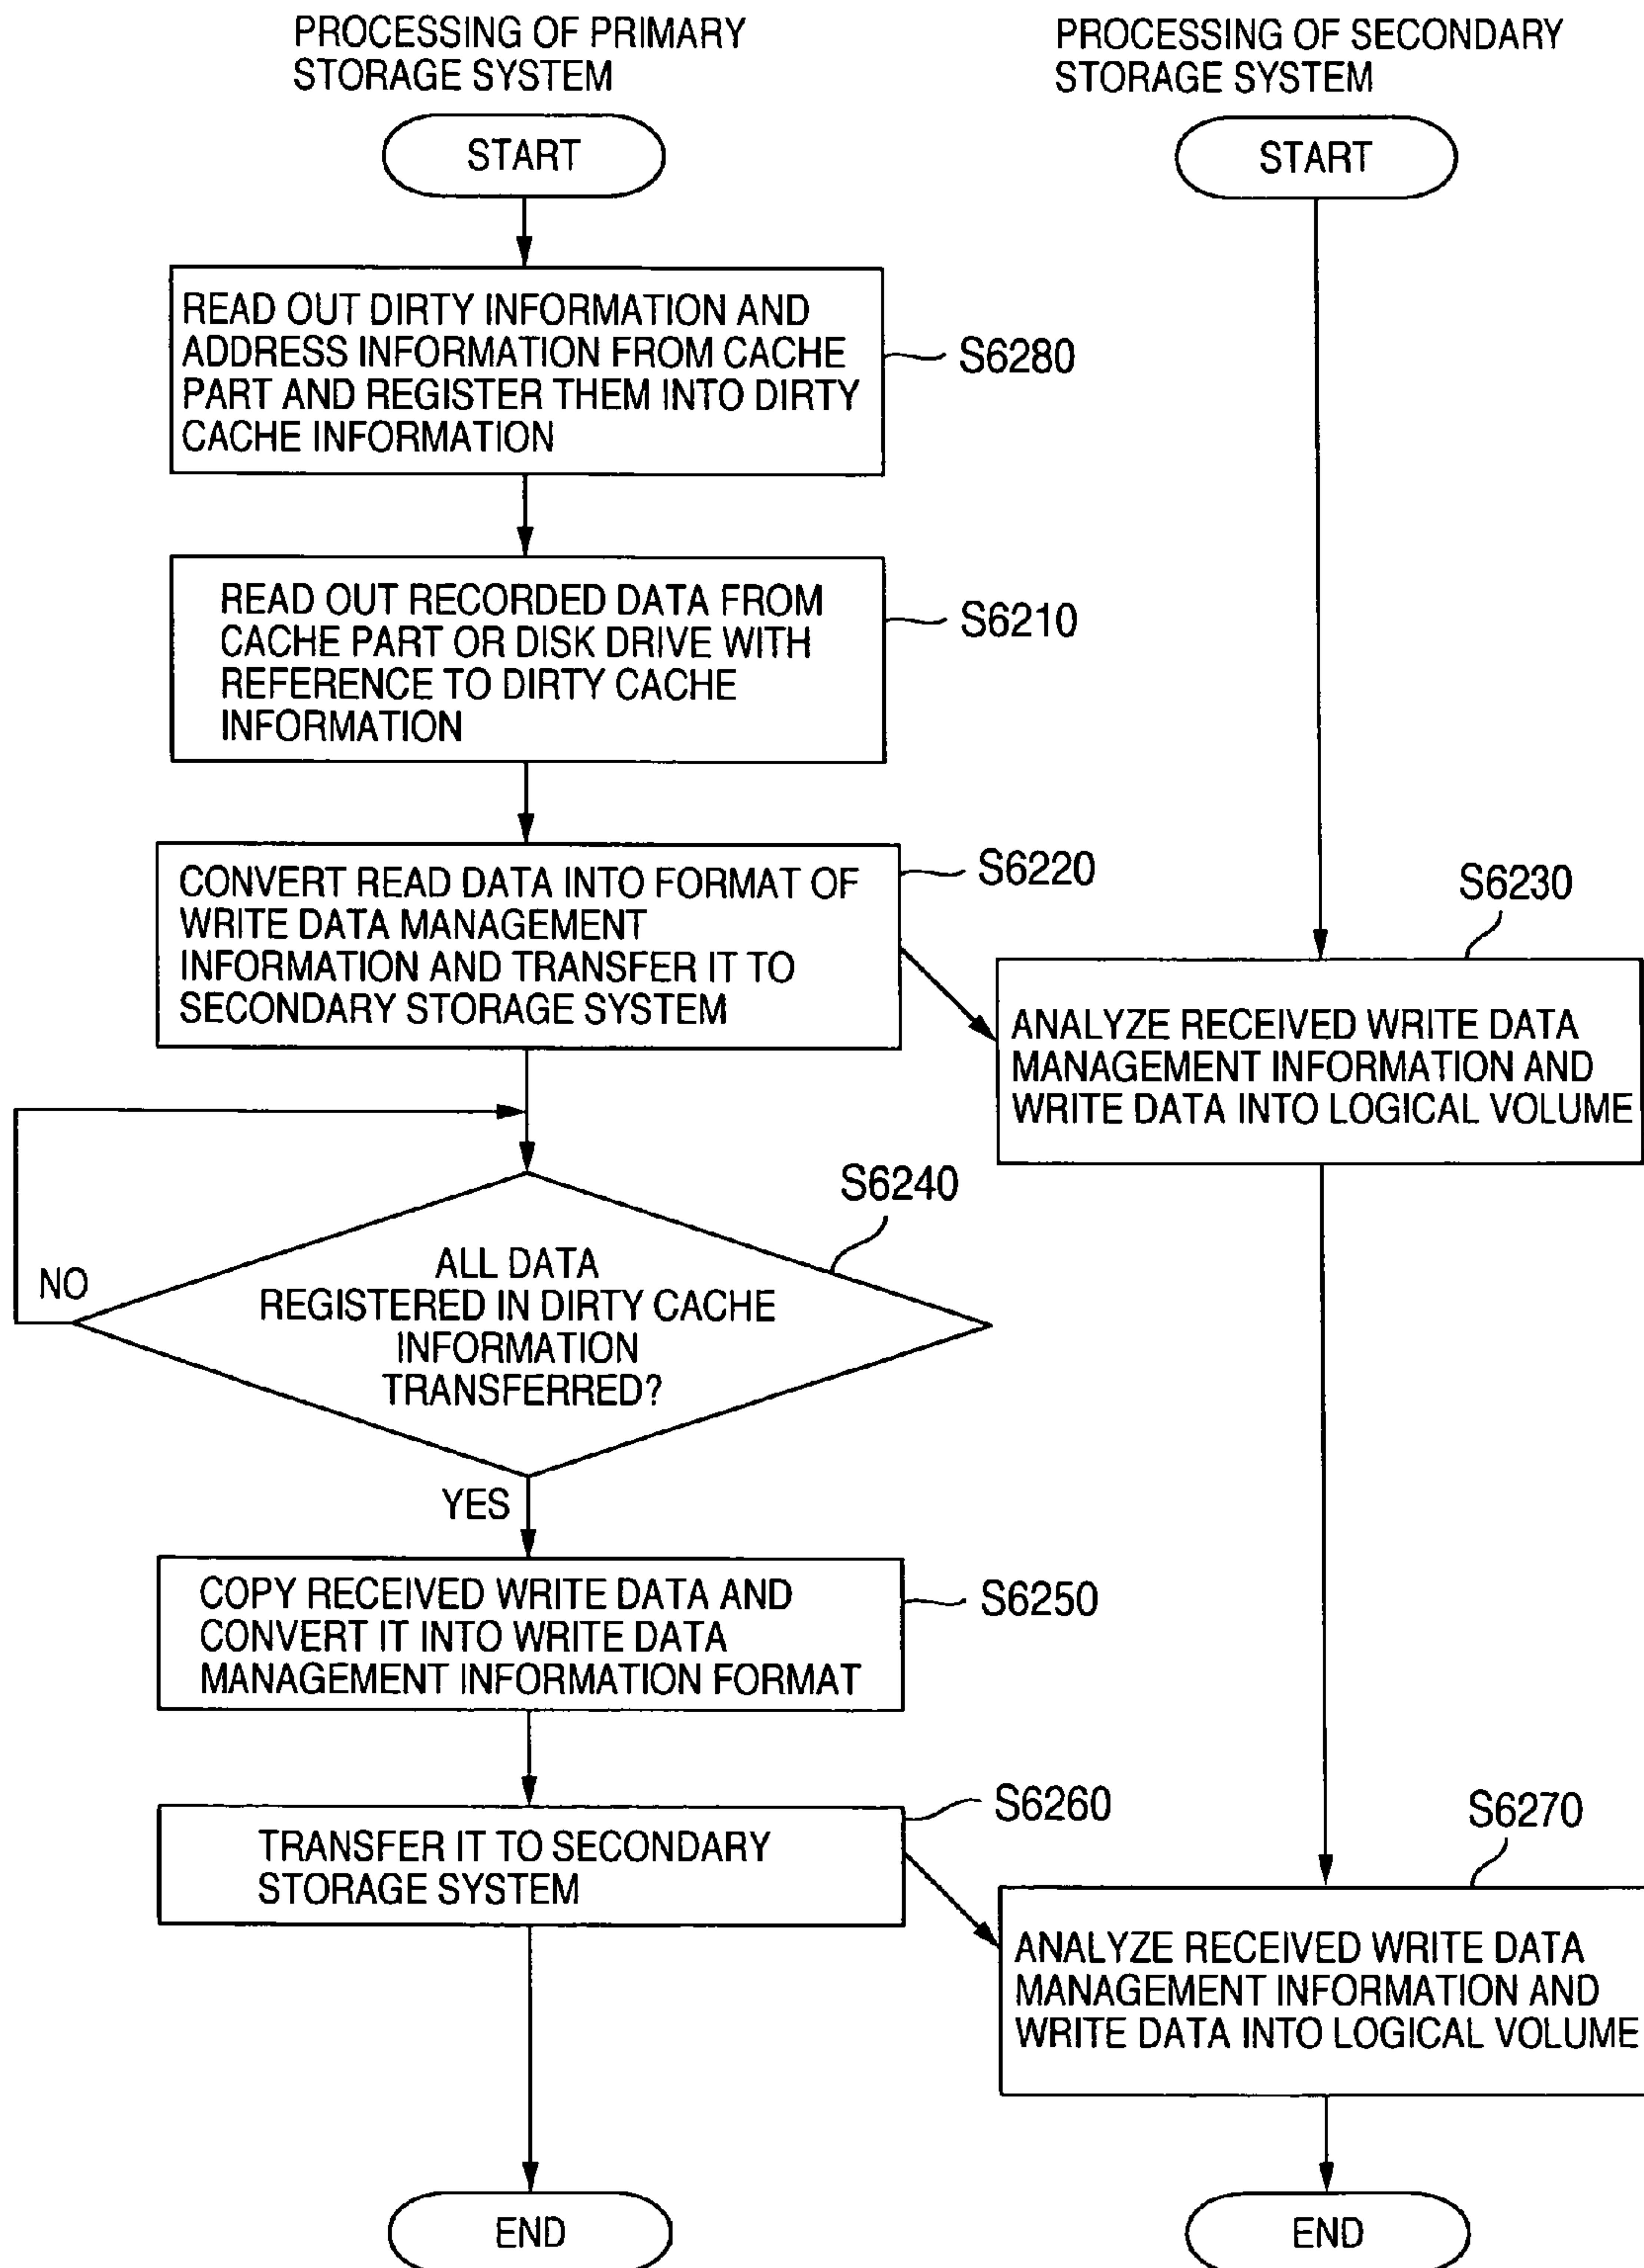 PROCESSING OF PRIMARY
STORAGE SYSTEM
START
READ OUT DIRTY INFORMATION AND
ADDRESS INFORMATION FROM CACHE
PART AND REGISTER THEM INTO DIRTY
CACHE INFORMATION
S6280
READ OUT RECORDED DATA FROM
CACHE PART OR DISK DRIVE WITH
REFERENCE TO DIRTY CACHE
INFORMATION
S6210
CONVERT READ DATA INTO FORMAT OF
WRITE DATA MANAGEMENT
INFORMATION AND TRANSFER IT TO
SECONDARY STORAGE SYSTEM
S6220
ALL DATA
REGISTERED IN DIRTY CACHE
INFORMATION
TRANSFERRED?
S6240
NO
YES
COPY RECEIVED WRITE DATA AND
CONVERT IT INTO WRITE DATA
MANAGEMENT INFORMATION FORMAT
S6250
TRANSFER IT TO SECONDARY
STORAGE SYSTEM
S6260
END
PROCESSING OF SECONDARY
STORAGE SYSTEM
START
S6230
ANALYZE RECEIVED WRITE DATA
MANAGEMENT INFORMATION AND
WRITE DATA INTO LOGICAL VOLUME
S6270
ANALYZE RECEIVED WRITE DATA
MANAGEMENT INFORMATION AND
WRITE DATA INTO LOGICAL VOLUME
END